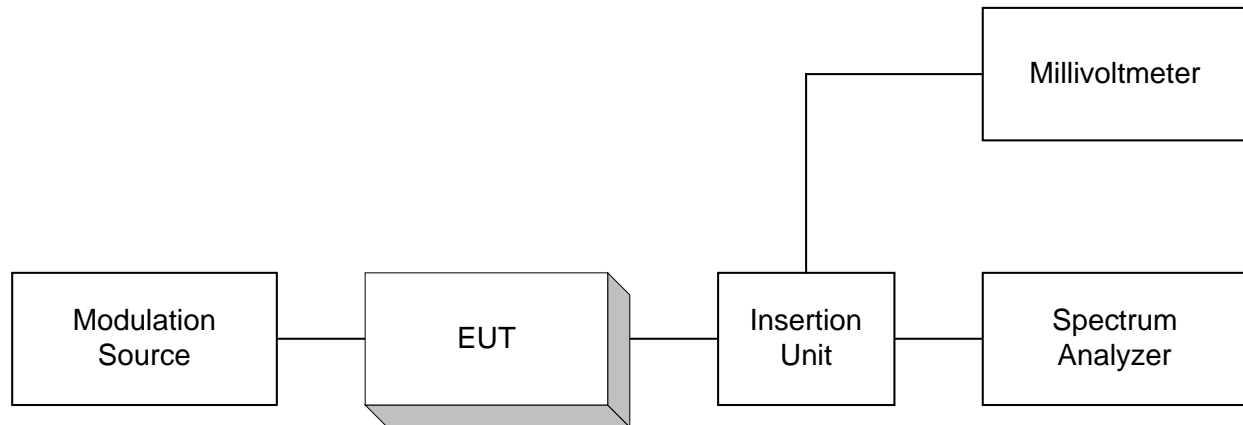 Millivoltmeter
Modulation
Source
EUT
Insertion
Unit
Spectrum
Analyzer